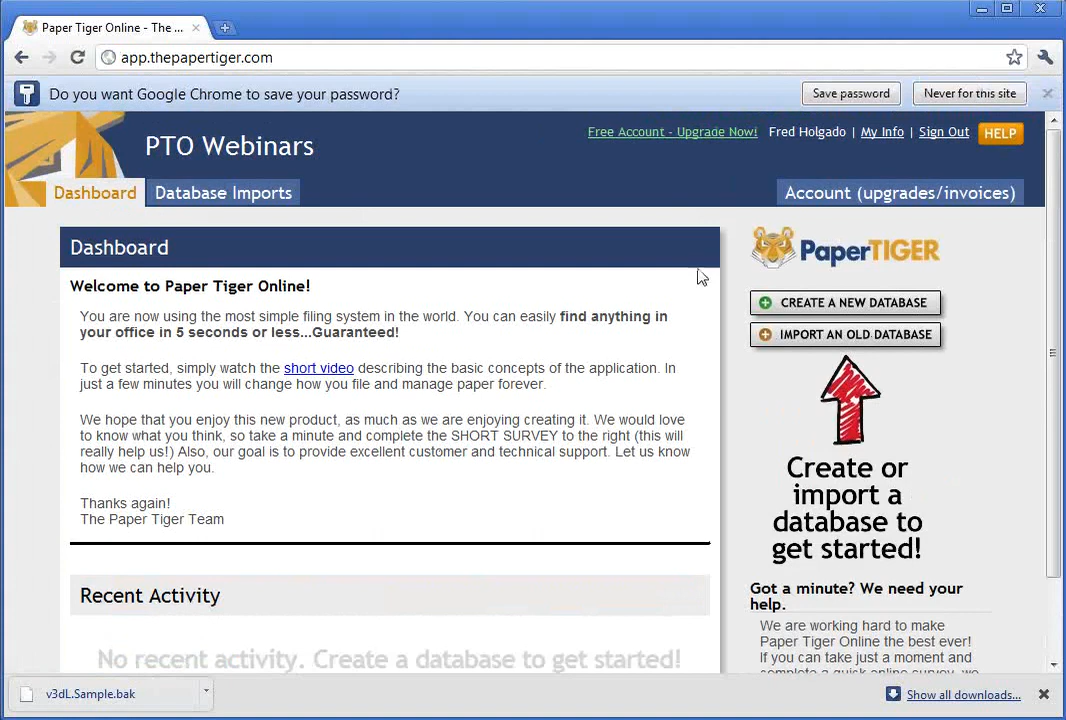 Paper Tiger Online - The ...
app.thepapertiger.com
Do you want Google Chrome to save your password?
Save password
Never for this site
PTO Webinars
Free Account - Upgrade Now! Fred Holgado | My Info | Sign Out HELP
Dashboard
Database Imports
Account (upgrades/invoices)
Dashboard
Welcome to Paper Tiger Online!
You are now using the most simple filing system in the world. You can easily find anything in
your office in 5 seconds or less...Guaranteed!
To get started, simply watch the short video describing the basic concepts of the application. In
just a few minutes you will change how you file and manage paper forever.
We hope that you enjoy this new product, as much as we are enjoying creating it. We would love
to know what you think, so take a minute and complete the SHORT SURVEY to the right (this will
really help us!) Also, our goal is to provide excellent customer and technical support. Let us know
how we can help you.
Thanks again!
The Paper Tiger Team
Recent Activity
No recent activity. Create a database to get started!
PaperTIGER
CREATE A NEW DATABASE
IMPORT AN OLD DATABASE
Create or
import a
database to
get started!
Got a minute? We need your
help.
We are working hard to make
Paper Tiger Online the best ever!
If you can take just a moment and
complete a quick online survey, we
v3dL.Sample.bak
Show all downloads...